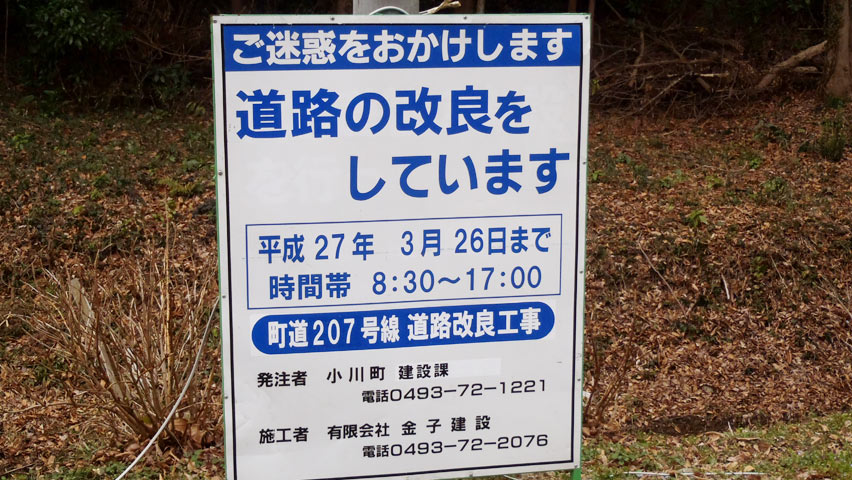 ご迷惑をおかけします
道路の改良を
しています
平成 27年 3月 26日まで
時間帯 8:30〜17:00
町道207号線 道路改良工事
発注者 小川町 建設課
電話0493-72-1221
施工者 有限会社 金子建設
電話0493-72-2076